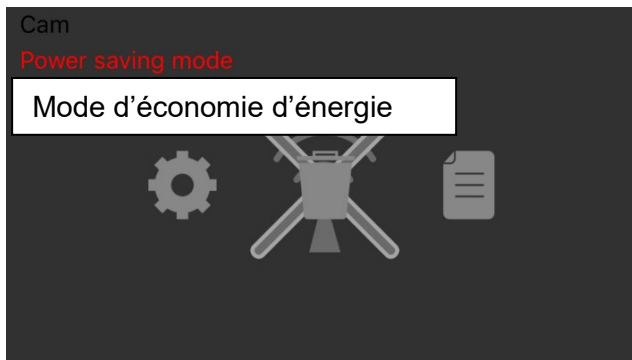 Cam
Power saving mode
Mode d’économie d’énergie